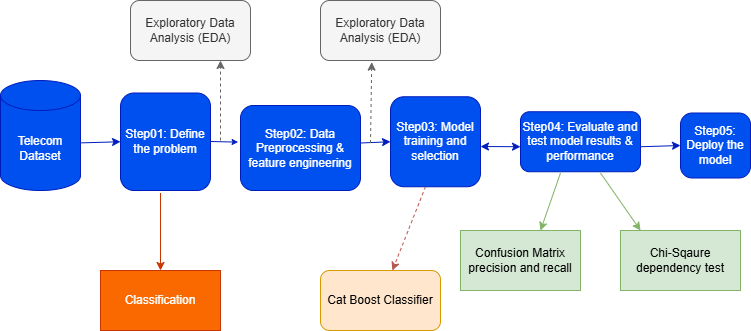 Exploratory Data
Analysis (EDA)
Exploratory Data
Analysis (EDA)
Telecom
Dataset
Step01: Define
the problem
Step02: Data
Preprocessing &
feature engineering
Step03: Model
training and
selection
Step04: Evaluate and
test model results &
performance
Step05:
Deploy the
model
Classification
Cat Boost Classifier
Confusion Matrix
precision and recall
Chi-Sqaure
dependency test